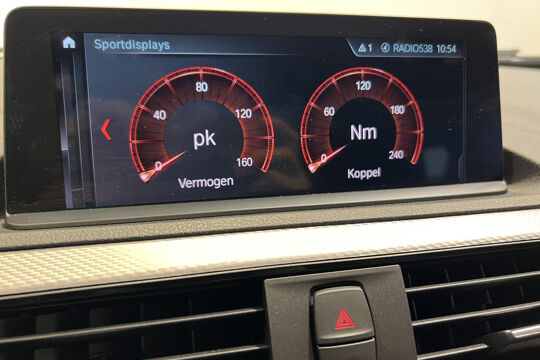 Sportdisplays
1 RADIO538 10:54
80
40 120
0 160
pk
Vermogen
120
60 180
0 240
Nm
Koppel